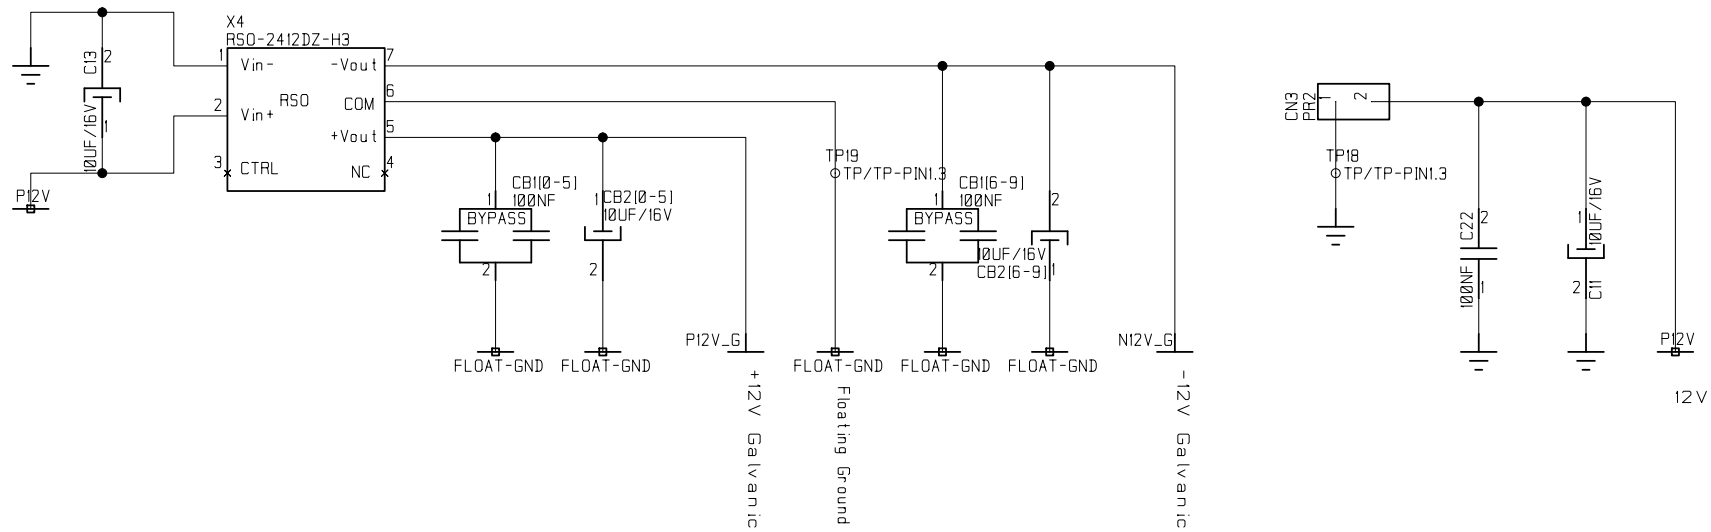 X4
RSO-2412DZ-H3
1
Vin-
-Vout
7
C13
2
10UF/16V
1
2
Vin+
RSO
COM
6
+Vout
5
3
CTRL
NC
4
P12V
1
CB1[0-5]
100NF
BYPASS
2
1
CB2[0-5]
10UF/16V
2
TP19
TP/TP-PIN1.3
1
CB1[6-9]
100NF
BYPASS
2
2
10UF/16V
CB2[6-9]
1
FLOAT-GND
FLOAT-GND
P12V_G
FLOAT-GND
FLOAT-GND
FLOAT-GND
N12V_G
+12V Galvanic
Floating Ground
-12V Galvanic
CN3
PR2
1
2
TP18
TP/TP-PIN1.3
C22
2
100NF
1
1
10UF/16V
2
C11
P12V
12V